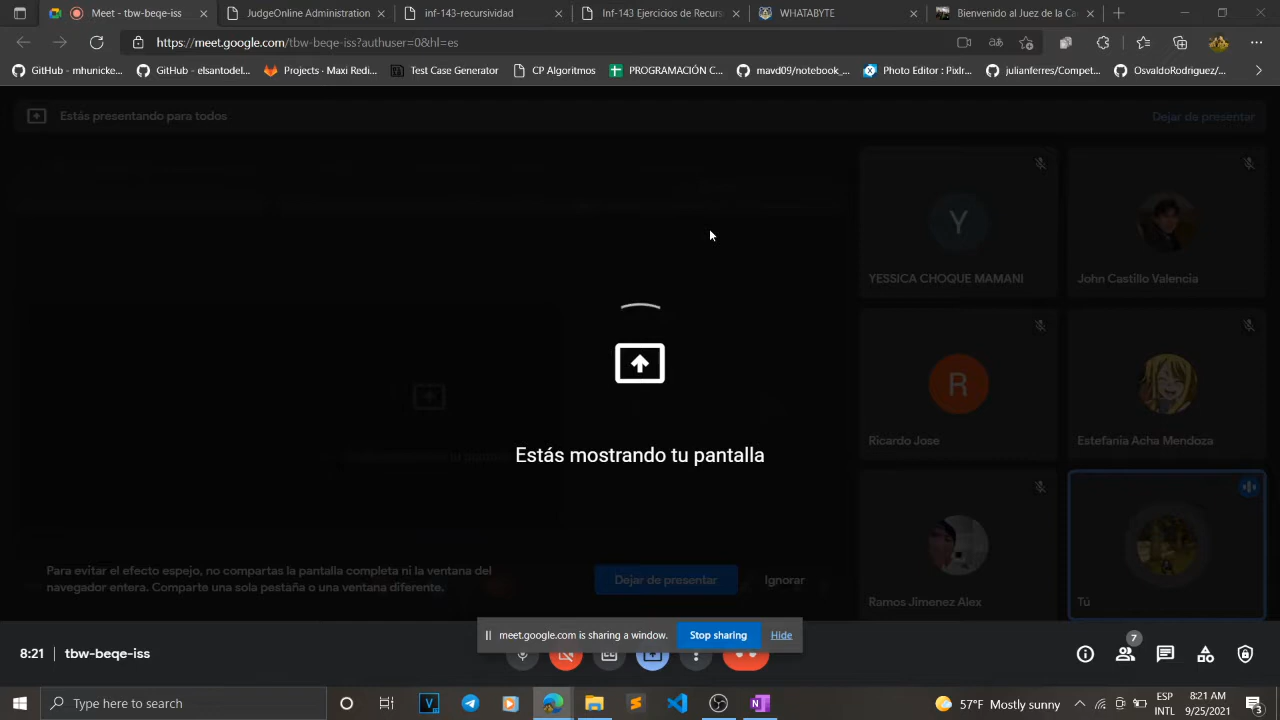 Meet - tbw-beqe-iss
JudgeOnline Administration
inf-143-recursividad
Inf-143 Ejercicios de Recurs
WHATABYTE
Bienvenido al Juez de la Ca
https://meet.google.com/tbw-beqe-iss?authuser=0&hl=es
GitHub - mhunicke...
GitHub - elsantodel...
Projects · Maxi Redi...
Test Case Generator
CP Algoritmos
PROGRAMACIÓN C...
mavd09/notebook_...
Photo Editor : Pixlr...
julianferres/Compet...
OsvaldoRodriguez/...
Estás presentando para todos
Dejar de presentar
Y
YESSICA CHOQUE MAMANI
John Castillo Valencia
R
Ricardo Jose
Estefania Acha Mendoza
Estás mostrando tu pantalla
Para evitar el efecto espejo, no compartas la pantalla completa ni la ventana del
navegador entera. Comparte una sola pestaña o una ventana diferente.
Dejar de presentar
Ignorar
Ramos Jimenez Alex
Tú
meet.google.com is sharing a window.
Stop sharing
Hide
8:21
tbw-beqe-iss
7
Type here to search
57°F Mostly sunny
ESP
INTL
8:21 AM
9/25/2021
3